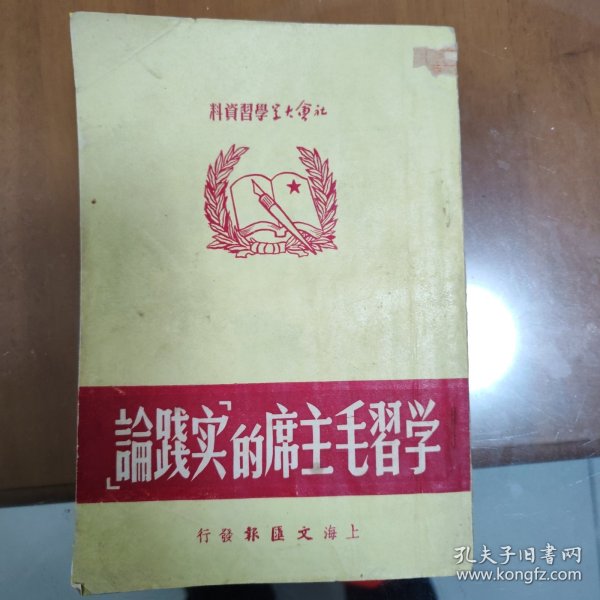 社會大学學習資料
学習毛主席的「实踐論」
上海文匯報發行
孔夫子旧书网
www.kongfz.com